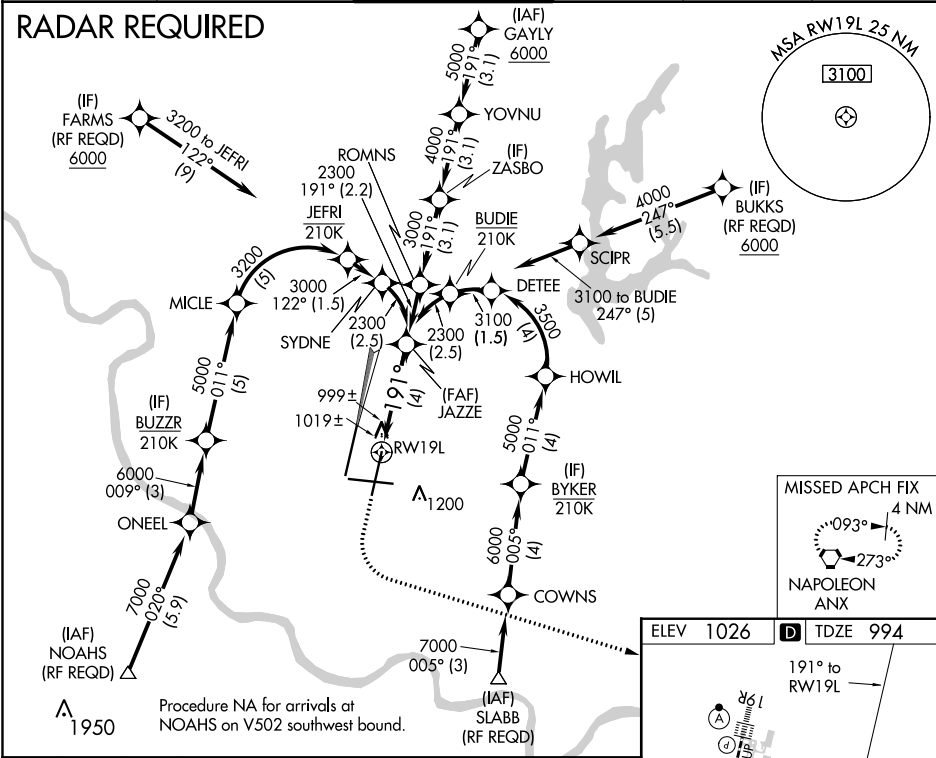 RADAR REQUIRED
(IAF)
GAYLY
6000
5000
191°
(3.1)
MSA RW19L 25 NM
3100
(IF)
FARMS
(RF REQD)
6000
3200 to JEFRI
122°
(9)
YOVNU
4000
191°
(3.1)
ROMNS
2300
191° (2.2)
(IF)
ZASBO
JEFRI
210K
3000
191°
(3.1)
BUDIE
210K
4000
247°
(5.5)
(IF)
BUKKS
(RF REQD)
6000
SCIPR
3100 to BUDIE
247° (5)
3200
(5)
MICLE
3000
122° (1.5)
SYDNE
2300
(2.5)
2300
(2.5)
3100
(1.5)
DETEE
3500
(4)
HOWIL
(FAF)
JAZZE
191°
(4)
999±
1019±
RW19L
1200
5000
011°
(5)
(IF)
BUZZR
210K
6000
009° (3)
ONEEL
5000
011°
(4)
(IF)
BYKER
210K
6000
005°
(4)
COWNS
7000
020°
(5.9)
(IAF)
NOAHS
(RF REQD)
1950
Procedure NA for arrivals at
NOAHS on V502 southwest bound.
7000
005° (3)
(IAF)
SLABB
(RF REQD)
MISSED APCH FIX
4 NM
093°
273°
NAPOLEON
ANX
ELEV 1026 D TDZE 994
191° to
RW19L
19R
A
P
UP